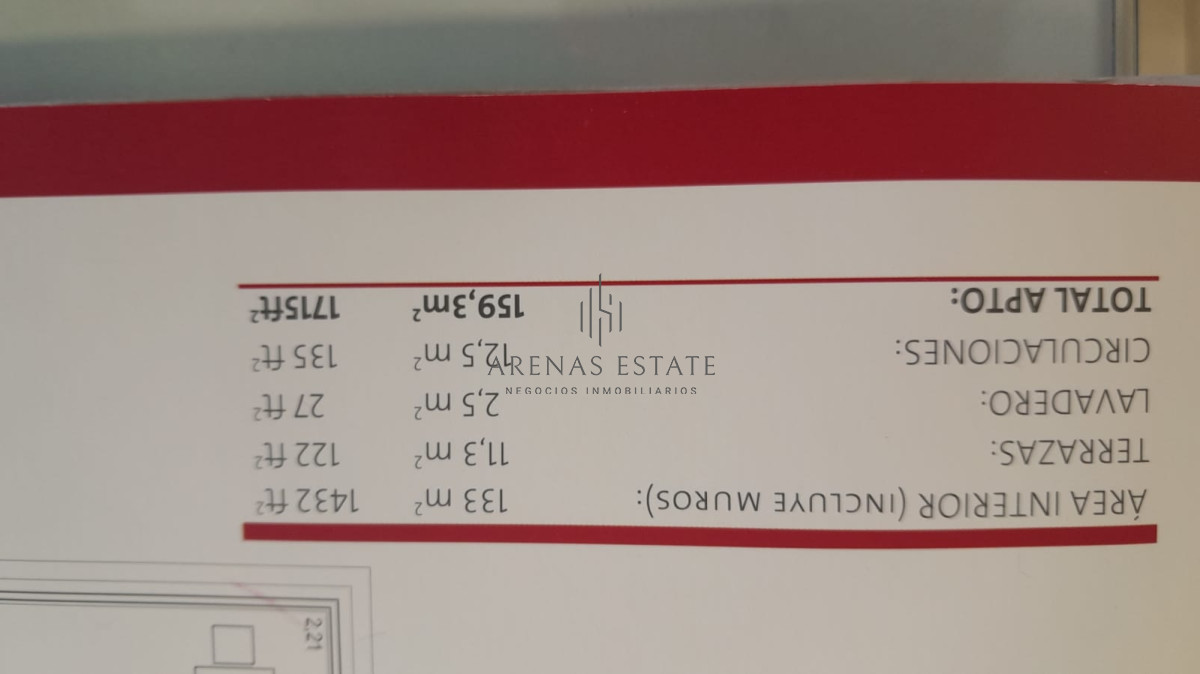 ÁREA INTERIOR (INCLUYE MUROS): 133 m² 1432 ft²
TERRAZAS: 11,3 m² 122 ft²
LAVADERO: 2,5 m² 27 ft²
CIRCULACIONES: 12,5 m² 135 ft²
TOTAL APTO: 159,3m² 1715ft²
2,21
ARENAS ESTATE
NEGOCIOS INMOBILIARIOS